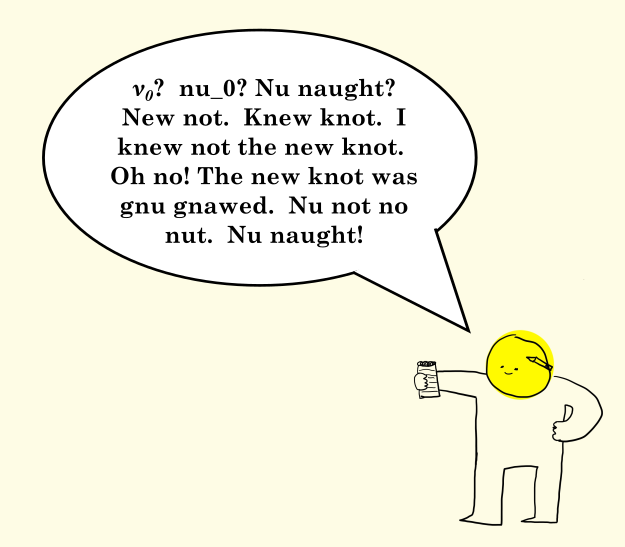 ν₀?  nu_0? Nu naught?
New not.  Knew knot.  I
knew not the new knot.
Oh no! The new knot was
gnu gnawed.  Nu not no
nut.  Nu naught!